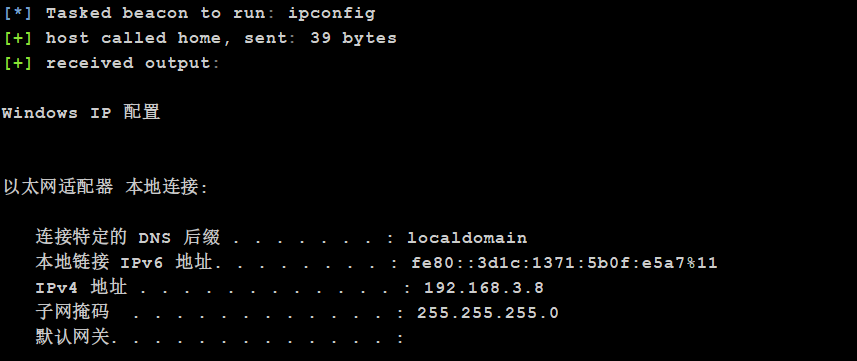 [*] Tasked beacon to run: ipconfig
[+] host called home, sent: 39 bytes
[+] received output:
Windows IP 配置
以太网适配器 本地连接:
连接特定的 DNS 后缀 . . . . . . . : localdomain
本地链接 IPv6 地址. . . . . . . . : fe80::3d1c:1371:5b0f:e5a7%11
IPv4 地址 . . . . . . . . . . . . : 192.168.3.8
子网掩码  . . . . . . . . . . . . : 255.255.255.0
默认网关. . . . . . . . . . . . . :